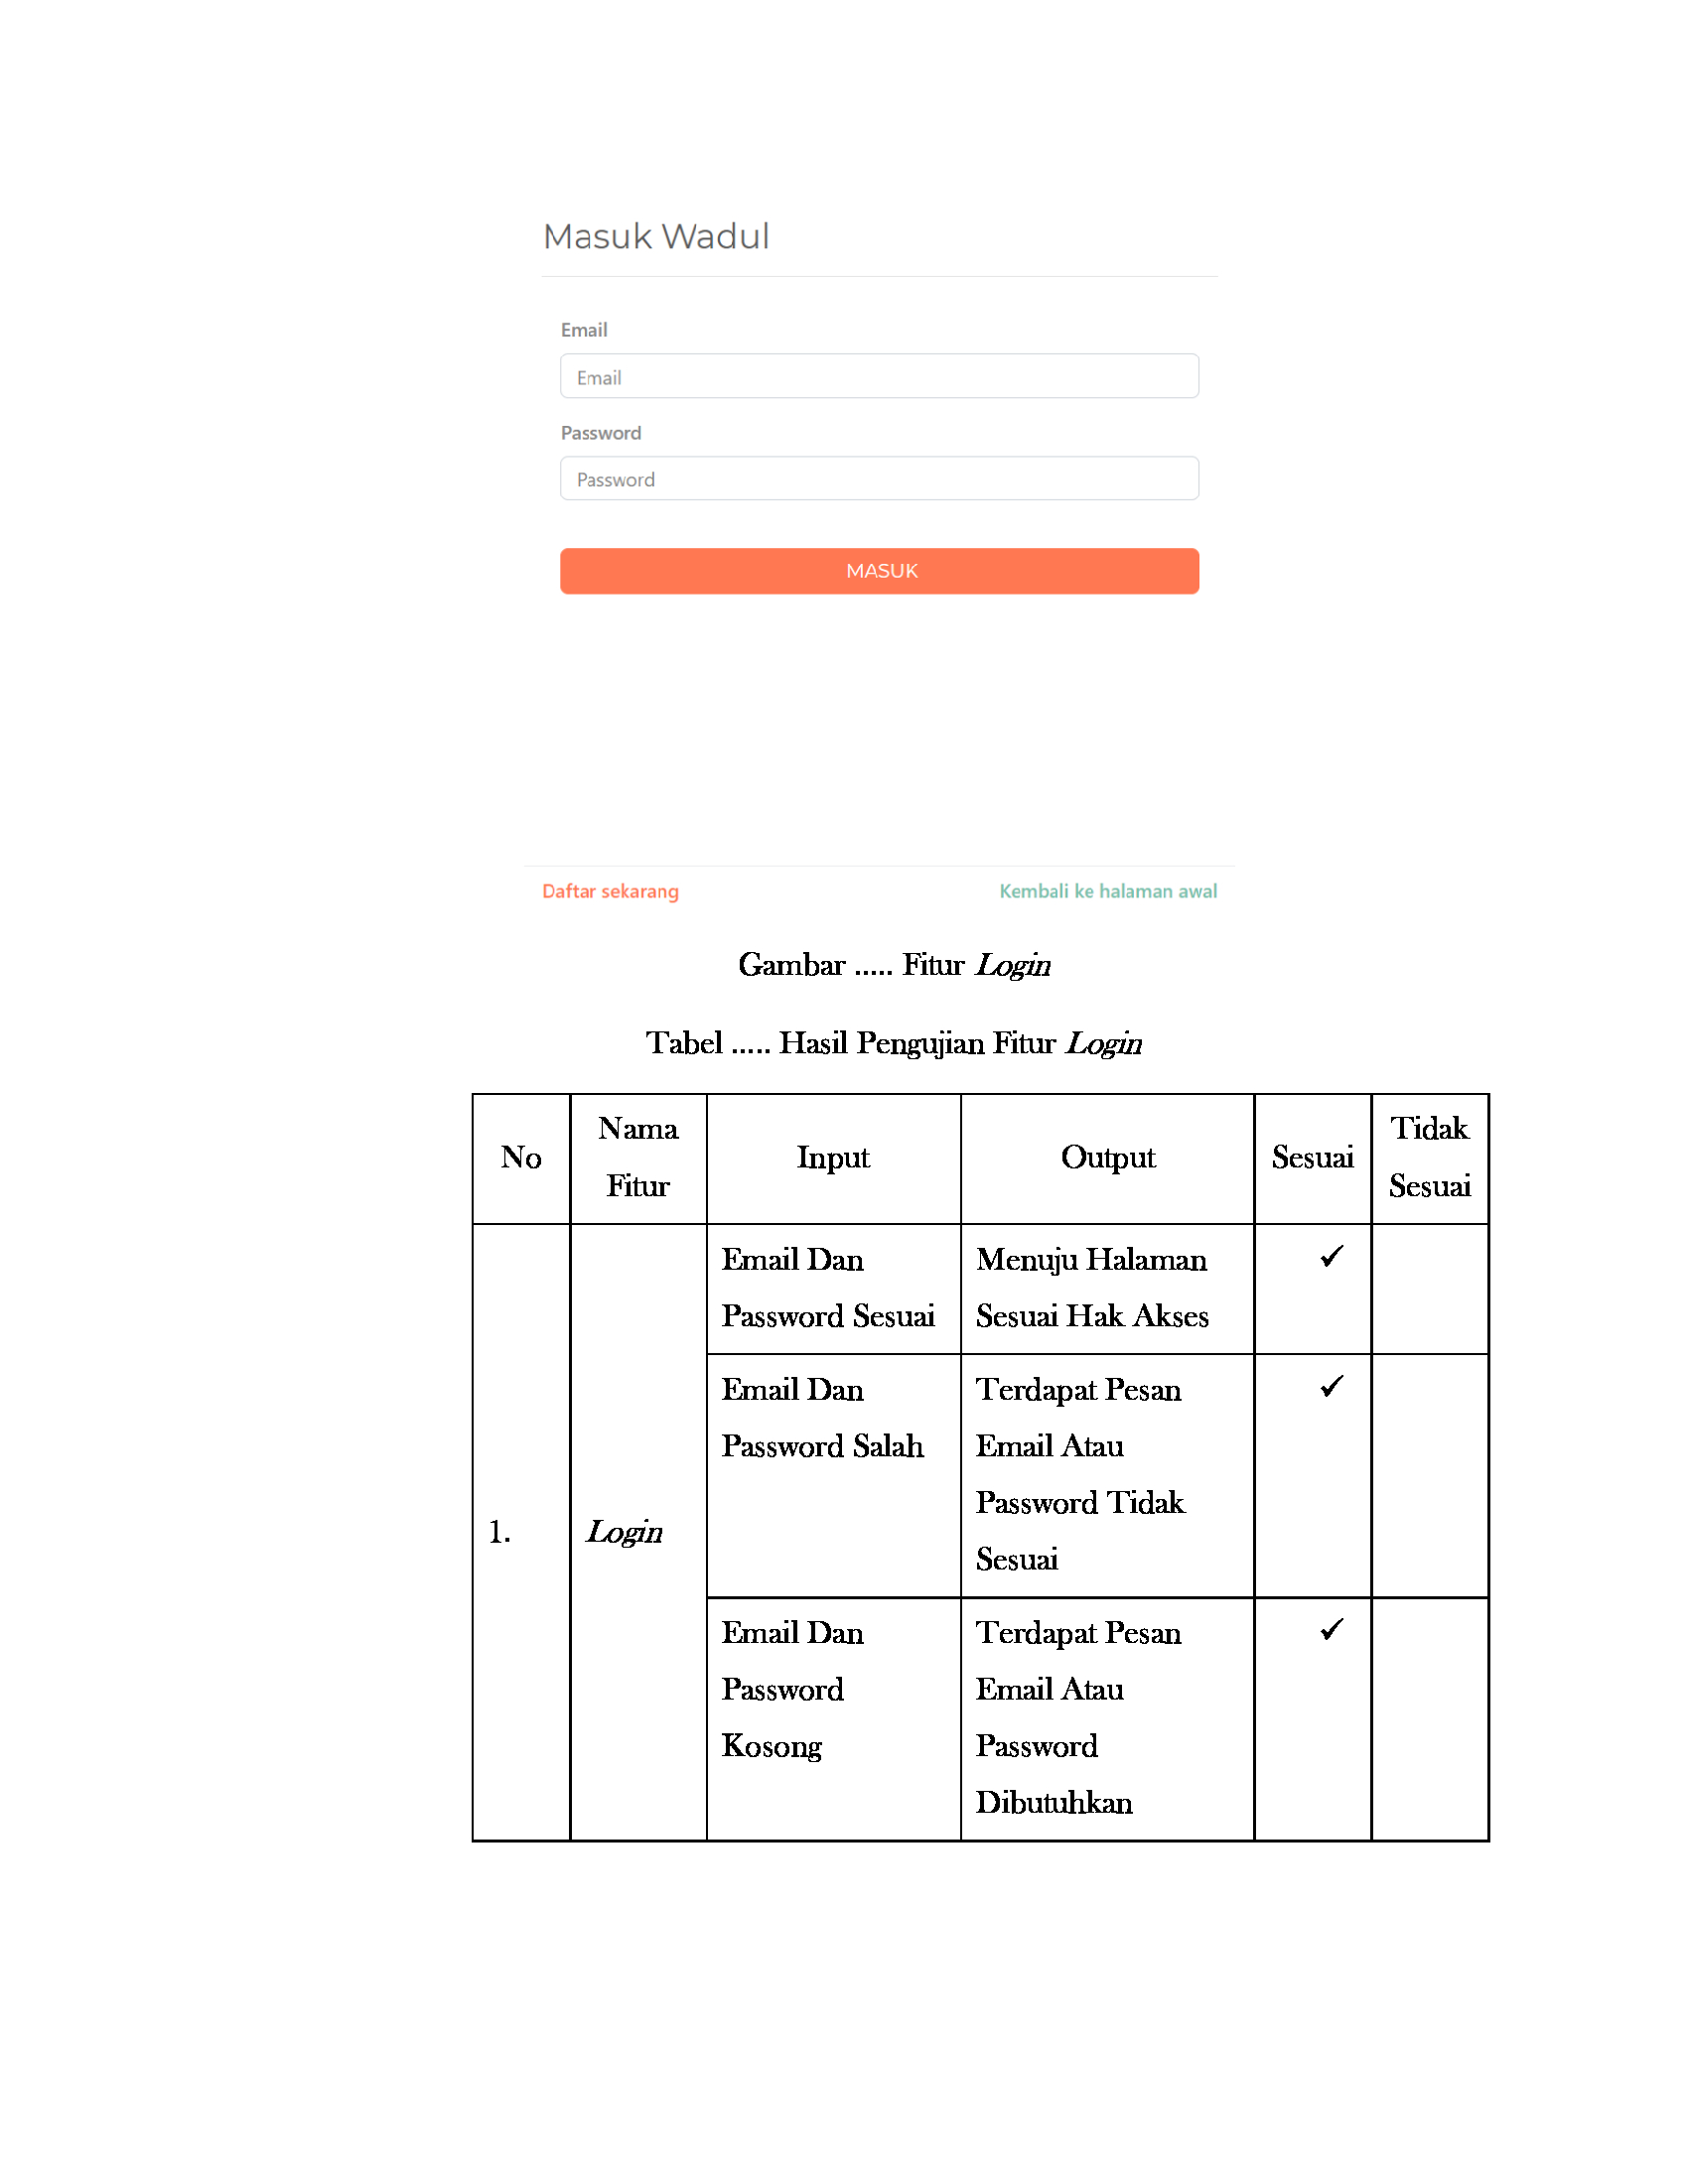 Masuk Wadul
Email
Email
Password
Password
MASUK
Daftar sekarang
Kembali ke halaman awal
Gambar ..... Fitur Login
Tabel ..... Hasil Pengujian Fitur Login
No
Nama
Fitur
Input
Output
Sesuai
Tidak
Sesuai
1.
Login
Email Dan
Password Sesuai
Menuju Halaman
Sesuai Hak Akses
✓
Email Dan
Password Salah
Terdapat Pesan
Email Atau
Password Tidak
Sesuai
✓
Email Dan
Password
Kosong
Terdapat Pesan
Email Atau
Password
Dibutuhkan
✓